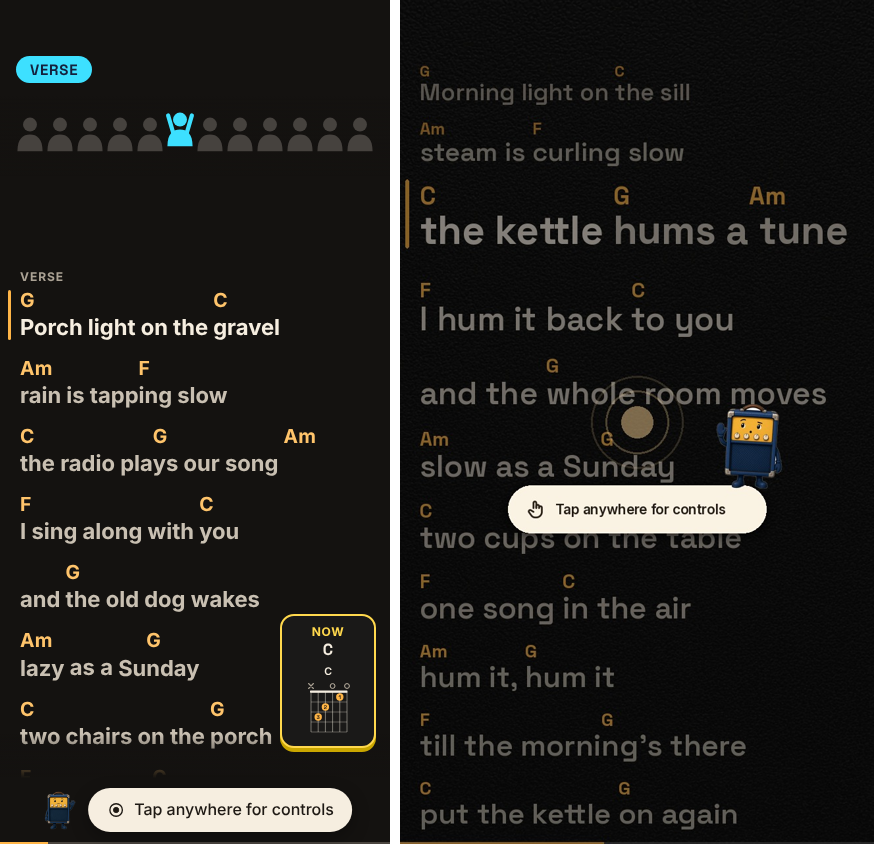 VERSE
VERSE
G C
Porch light on the gravel
Am F
rain is tapping slow
C G Am
the radio plays our song
F C
I sing along with you
G
and the old dog wakes
Am G
lazy as a Sunday
C G
two chairs on the porch
F C
NOW
C
C
x o o
1
2
3
Tap anywhere for controls
G C
Morning light on the sill
Am F
steam is curling slow
C G Am
the kettle hums a tune
F C
I hum it back to you
G
and the whole room moves
Am G
slow as a Sunday
Tap anywhere for controls
C
two cups on the table
F C
one song in the air
Am G
hum it, hum it
F G
till the morning's there
C G
put the kettle on again